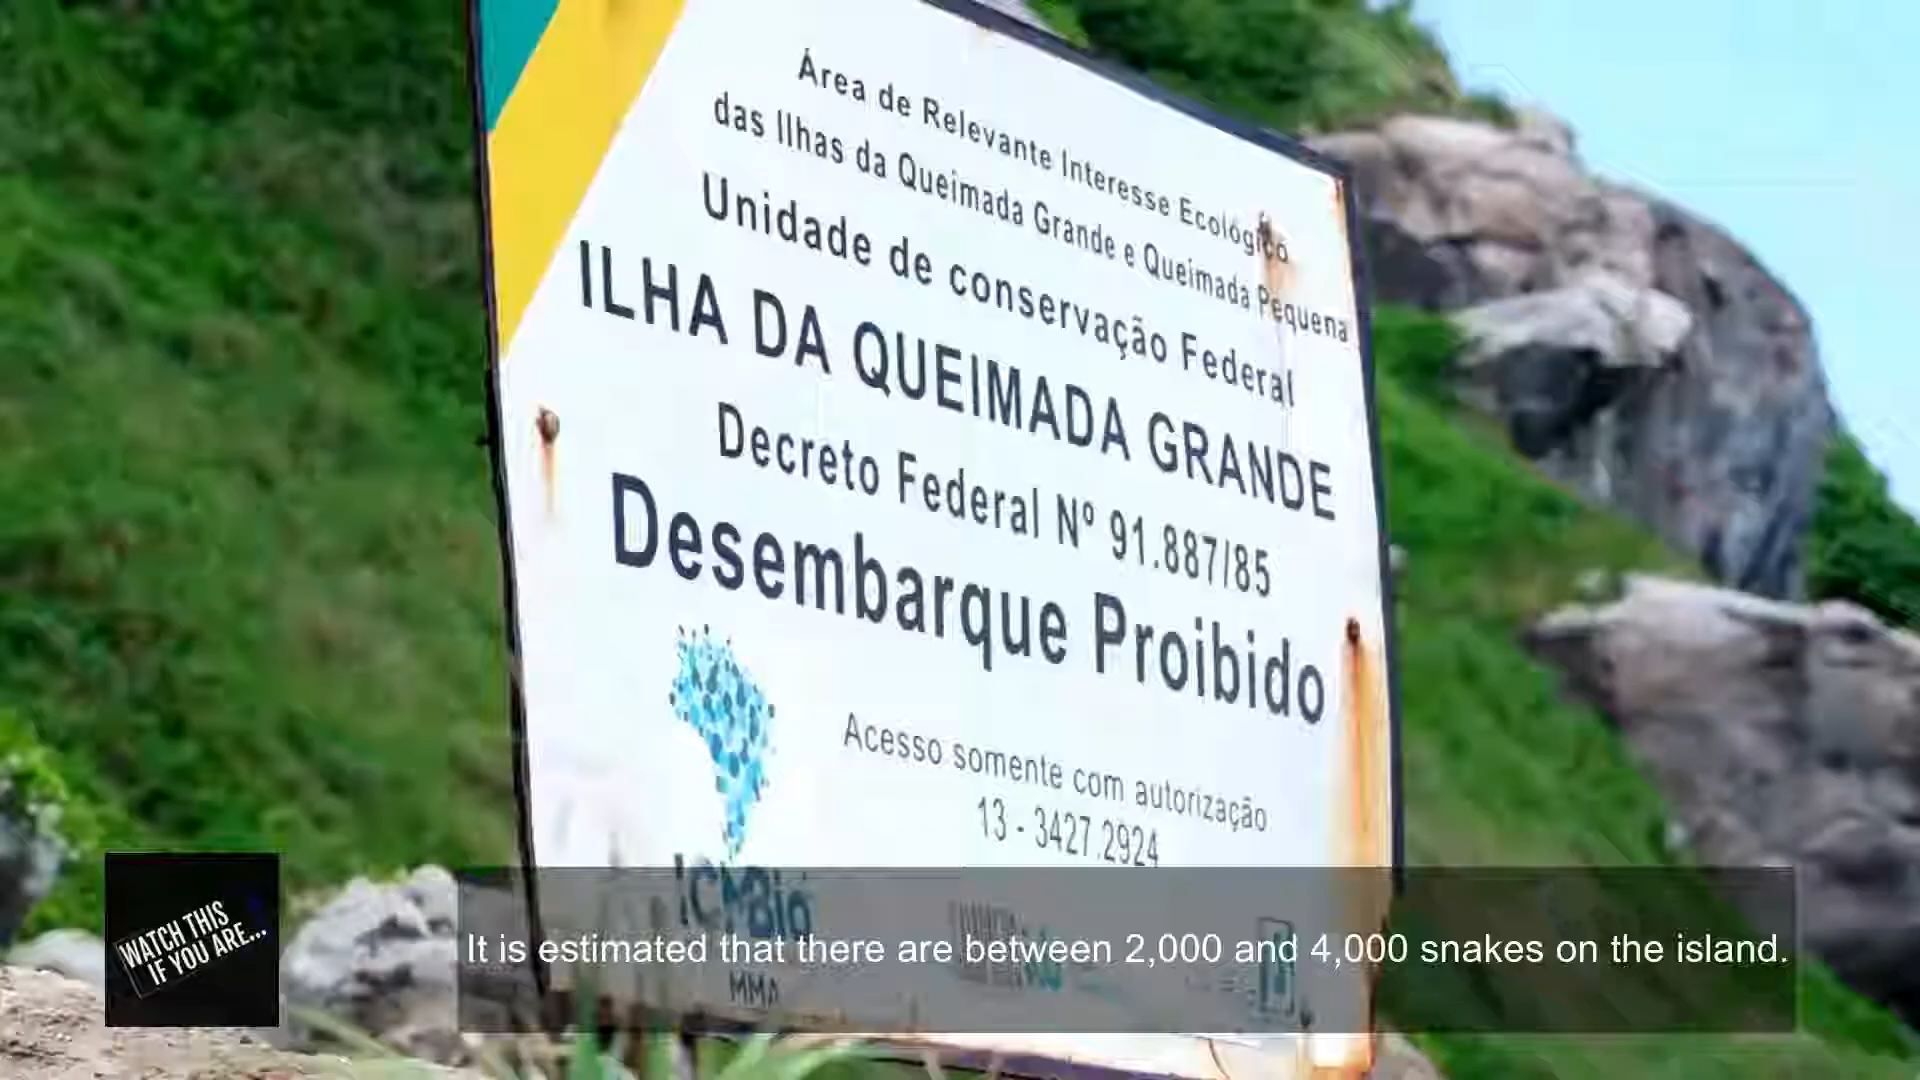 Área de Relevante Interesse Ecológico
das Ilhas da Queimada Grande e Queimada Pequena
Unidade de conservação Federal
ILHA DA QUEIMADA GRANDE
Decreto Federal Nº 91.887/85
Desembarque Proibido
Acesso somente com autorização
13 - 3427.2924
ICMBio
MMA
WATCH THIS
IF YOU ARE...
It is estimated that there are between 2,000 and 4,000 snakes on the island.